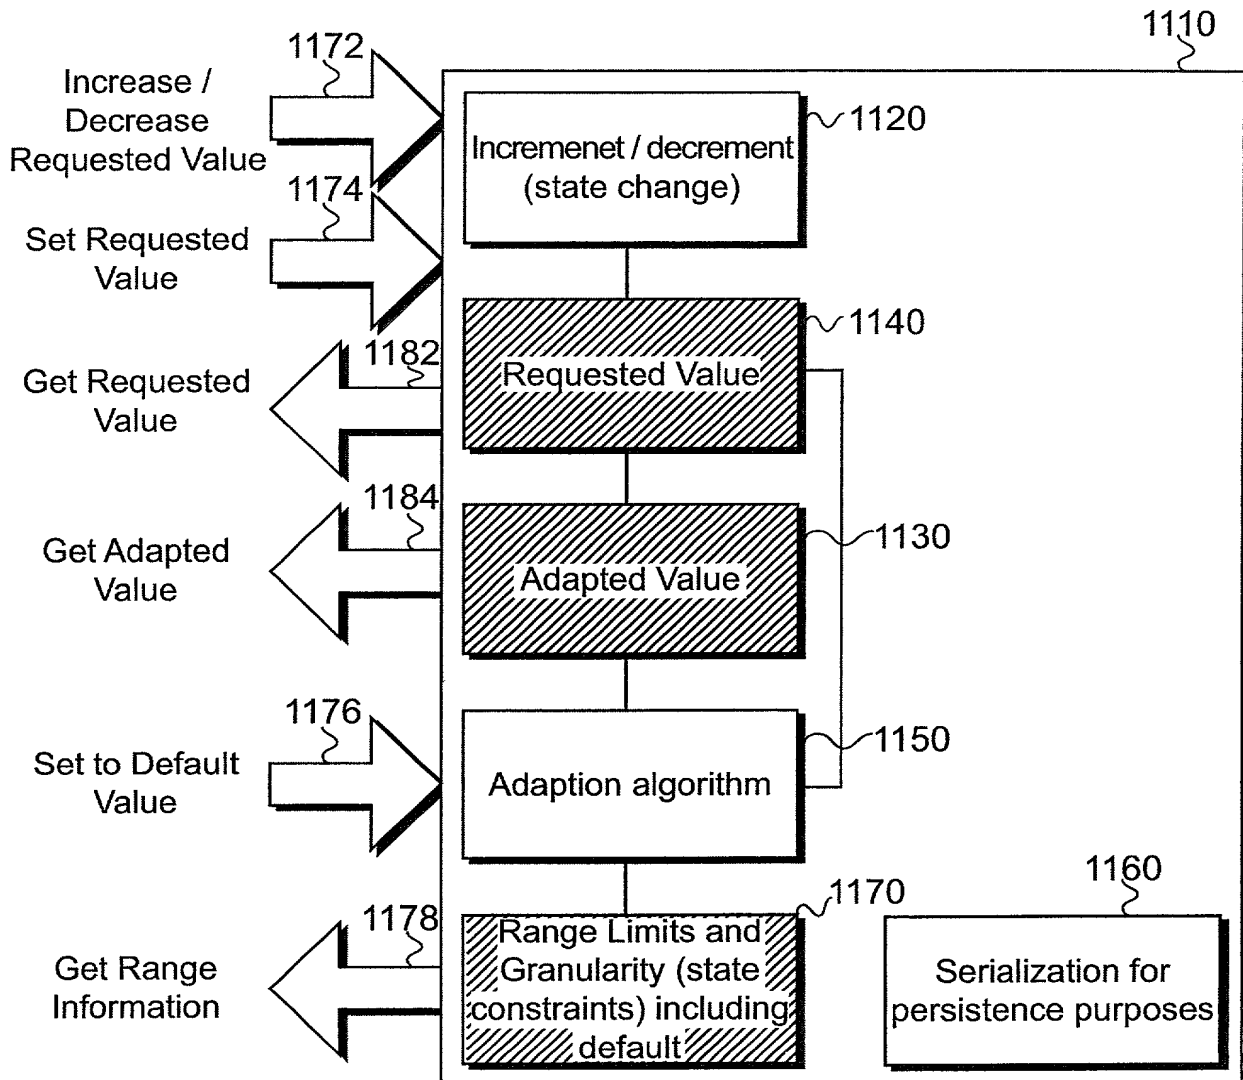 1110
1172
Increase /
Decrease
Requested Value
1120
Incremenet / decrement
(state change)
1174
Set Requested
Value
1140
Requested Value
1182
Get Requested
Value
1184
Get Adapted
Value
1130
Adapted Value
1176
Set to Default
Value
1150
Adaption algorithm
1178
Get Range
Information
1170
Range Limits and
Granularity (state
constraints) including
default
1160
Serialization for
persistence purposes